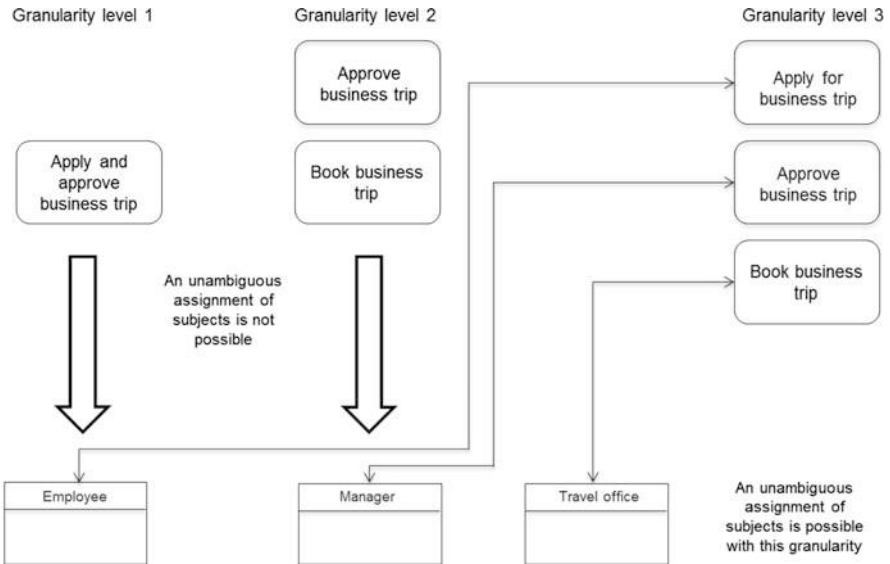 Granularity level 1
Granularity level 2
Granularity level 3
Approve
business trip
Apply for
business trip
Apply and
approve
business trip
Book business
trip
Approve
business trip
An unambiguous
assignment of
subjects is not
possible
Book business
trip
Employee
Manager
Travel office
An unambiguous
assignment of
subjects is possible
with this granularity